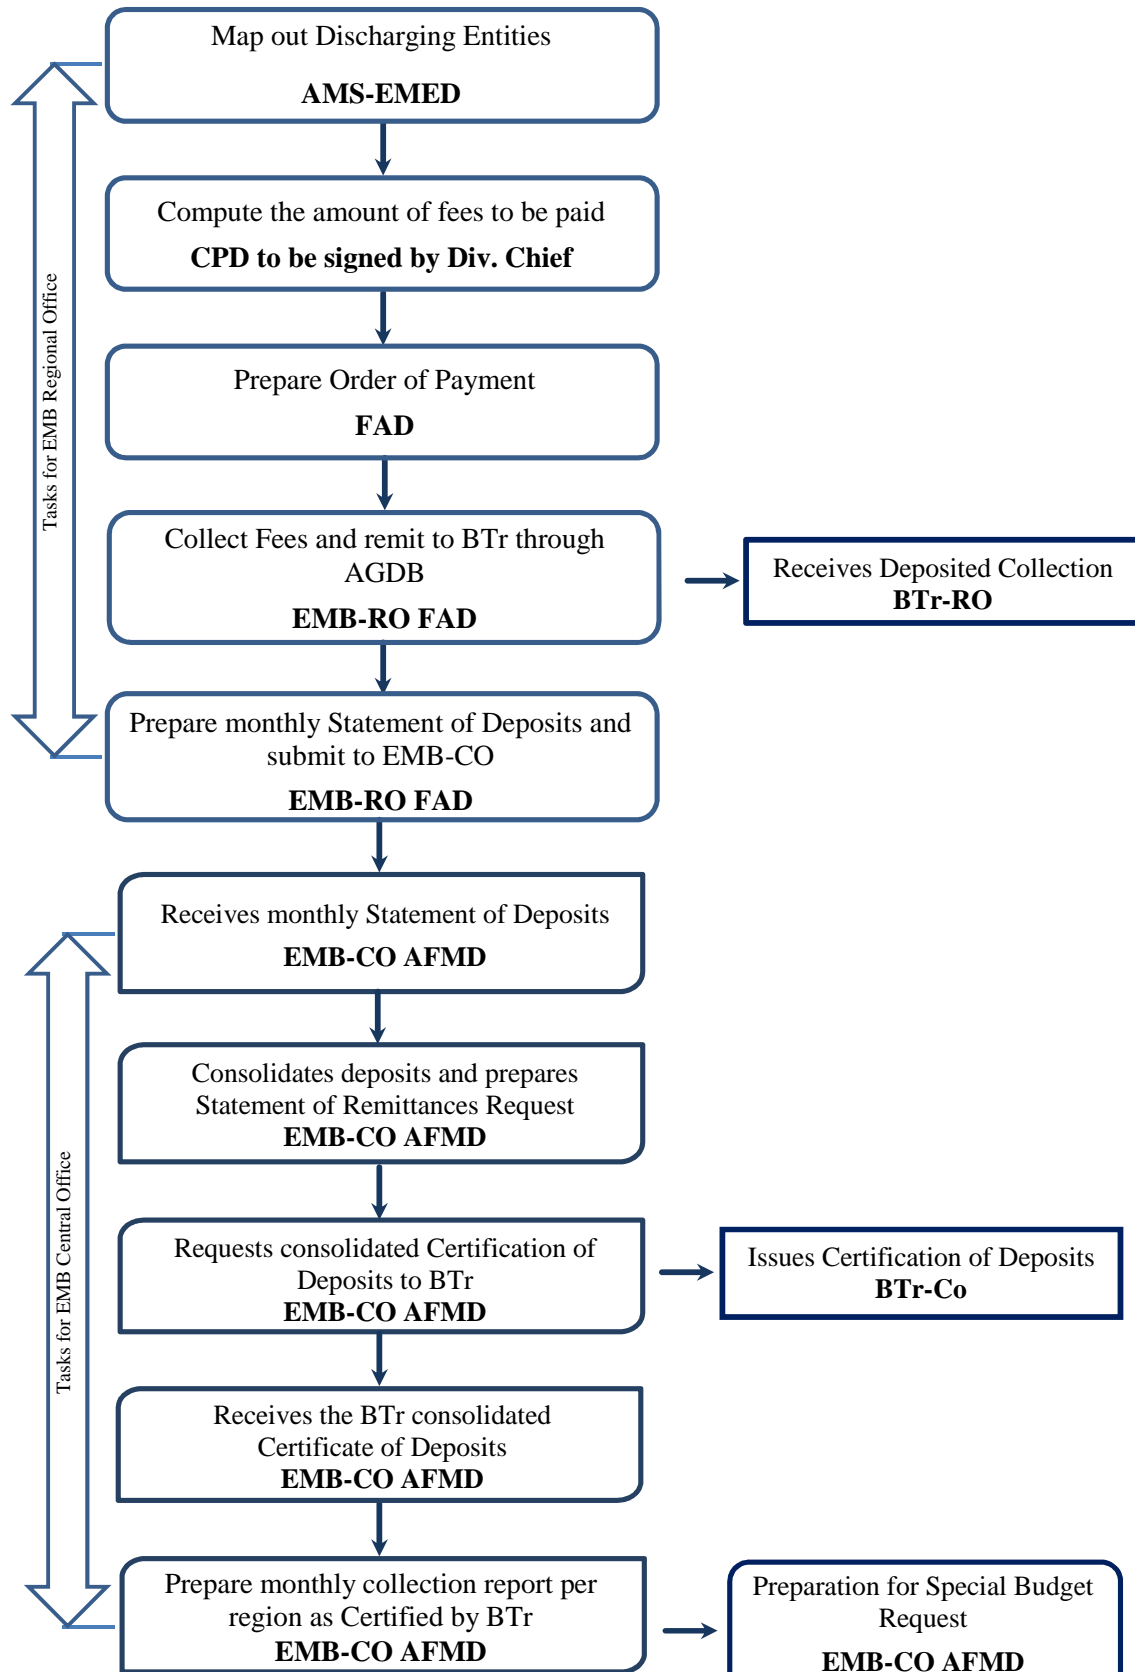 Map out Discharging Entities
AMS-EMED
Compute the amount of fees to be paid
CPD to be signed by Div. Chief
Prepare Order of Payment
FAD
Tasks for EMB Regional Office
Collect Fees and remit to BTr through
AGDB
EMB-RO FAD
Receives Deposited Collection
BTr-RO
Prepare monthly Statement of Deposits and
submit to EMB-CO
EMB-RO FAD
Receives monthly Statement of Deposits
EMB-CO AFMD
Consolidates deposits and prepares
Statement of Remittances Request
EMB-CO AFMD
Tasks for EMB Central Office
Requests consolidated Certification of
Deposits to BTr
EMB-CO AFMD
Issues Certification of Deposits
BTr-Co
Receives the BTr consolidated
Certificate of Deposits
EMB-CO AFMD
Prepare monthly collection report per
region as Certified by BTr
EMB-CO AFMD
Preparation for Special Budget
Request
EMB-CO AFMD